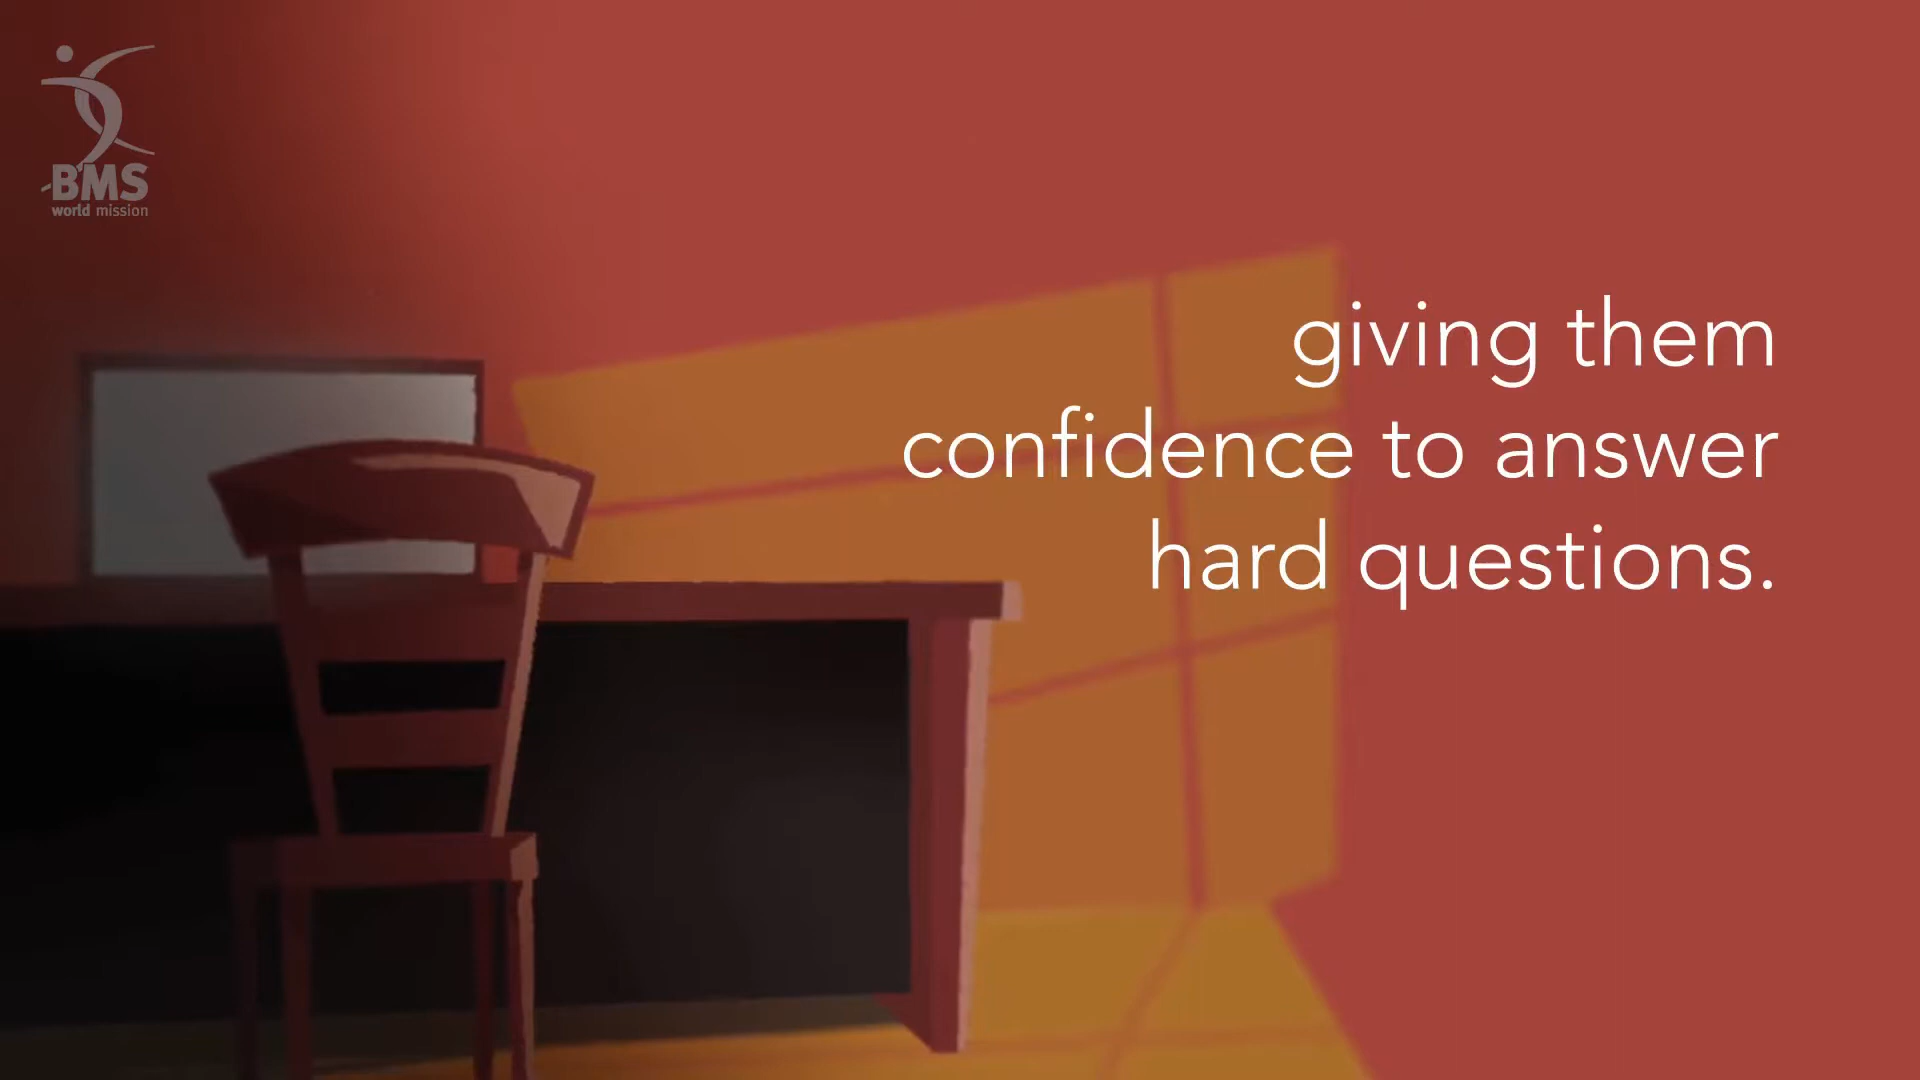 BMS
world mission
giving them
confidence to answer
hard questions.